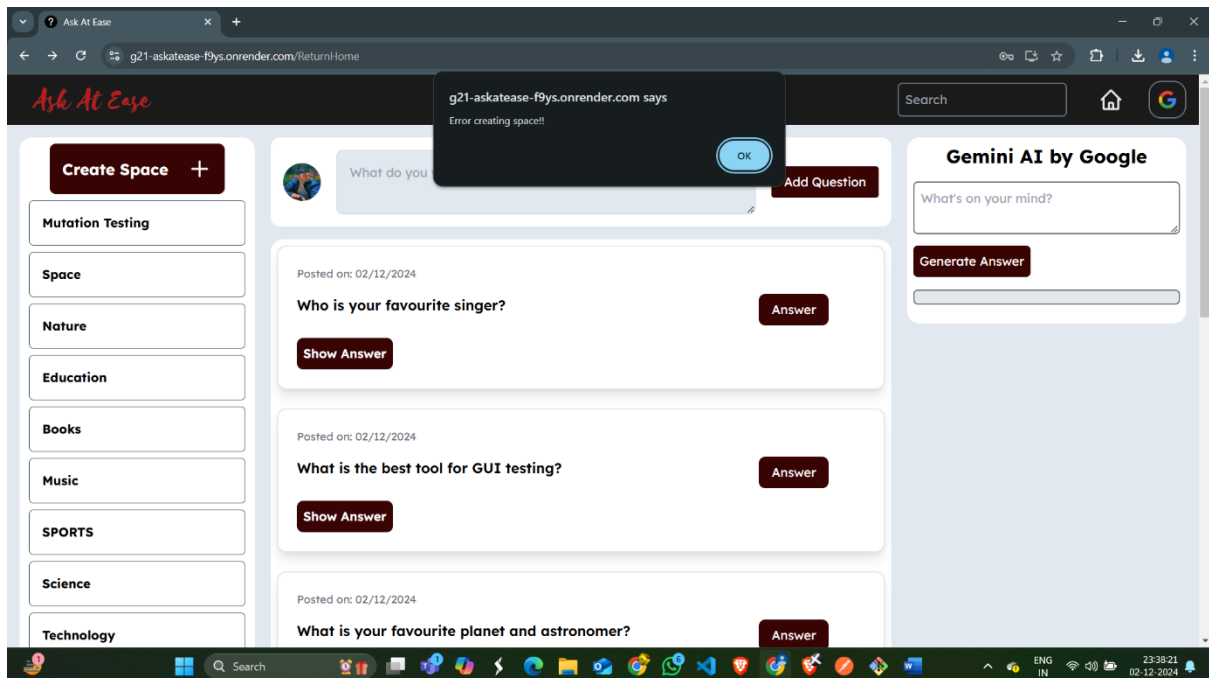 Ask At Ease
g21-askatease-f9ys.onrender.com/ReturnHome
Ask At Ease
g21-askatease-f9ys.onrender.com says
Error creating space!!
OK
Search
G
Create Space +
Mutation Testing
Space
Nature
Education
Books
Music
SPORTS
Science
Technology
What do you
Add Question
Posted on: 02/12/2024
Who is your favourite singer?
Answer
Show Answer
Posted on: 02/12/2024
What is the best tool for GUI testing?
Answer
Show Answer
Posted on: 02/12/2024
What is your favourite planet and astronomer?
Answer
Gemini AI by Google
What's on your mind?
Generate Answer
1
Search
ENG
IN
23:38:21
02-12-2024